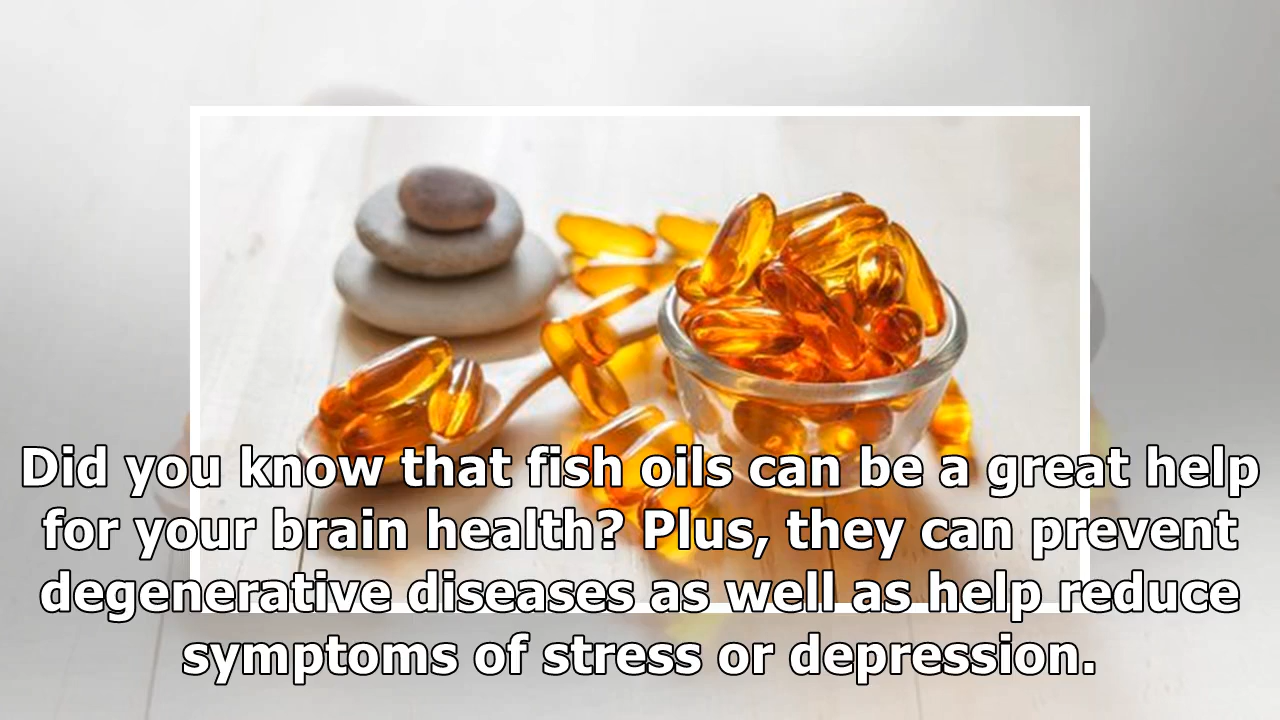 Did you know that fish oils can be a great help
for your brain health? Plus, they can prevent
degenerative diseases as well as help reduce
symptoms of stress or depression.